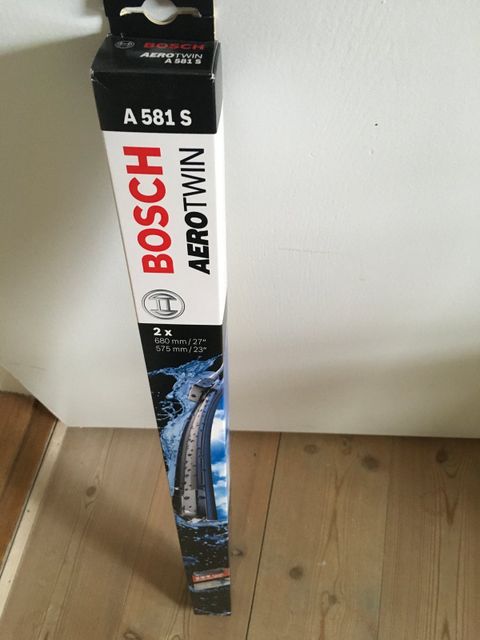 BOSCH
AEROTWIN
A 581 S
A 581 S
BOSCH
AEROTWIN
2 x
680 mm / 27"
575 mm / 23"